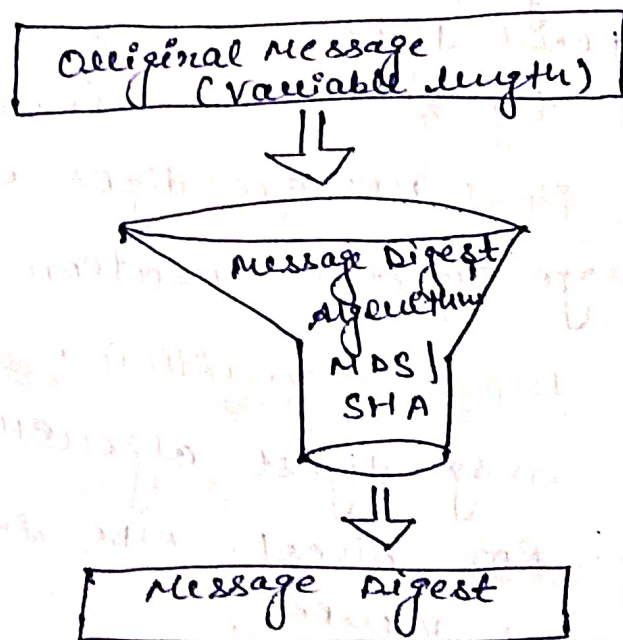 Original Message
(Variable length)
Message Digest
Algorithm
MD5/
SHA
Message Digest